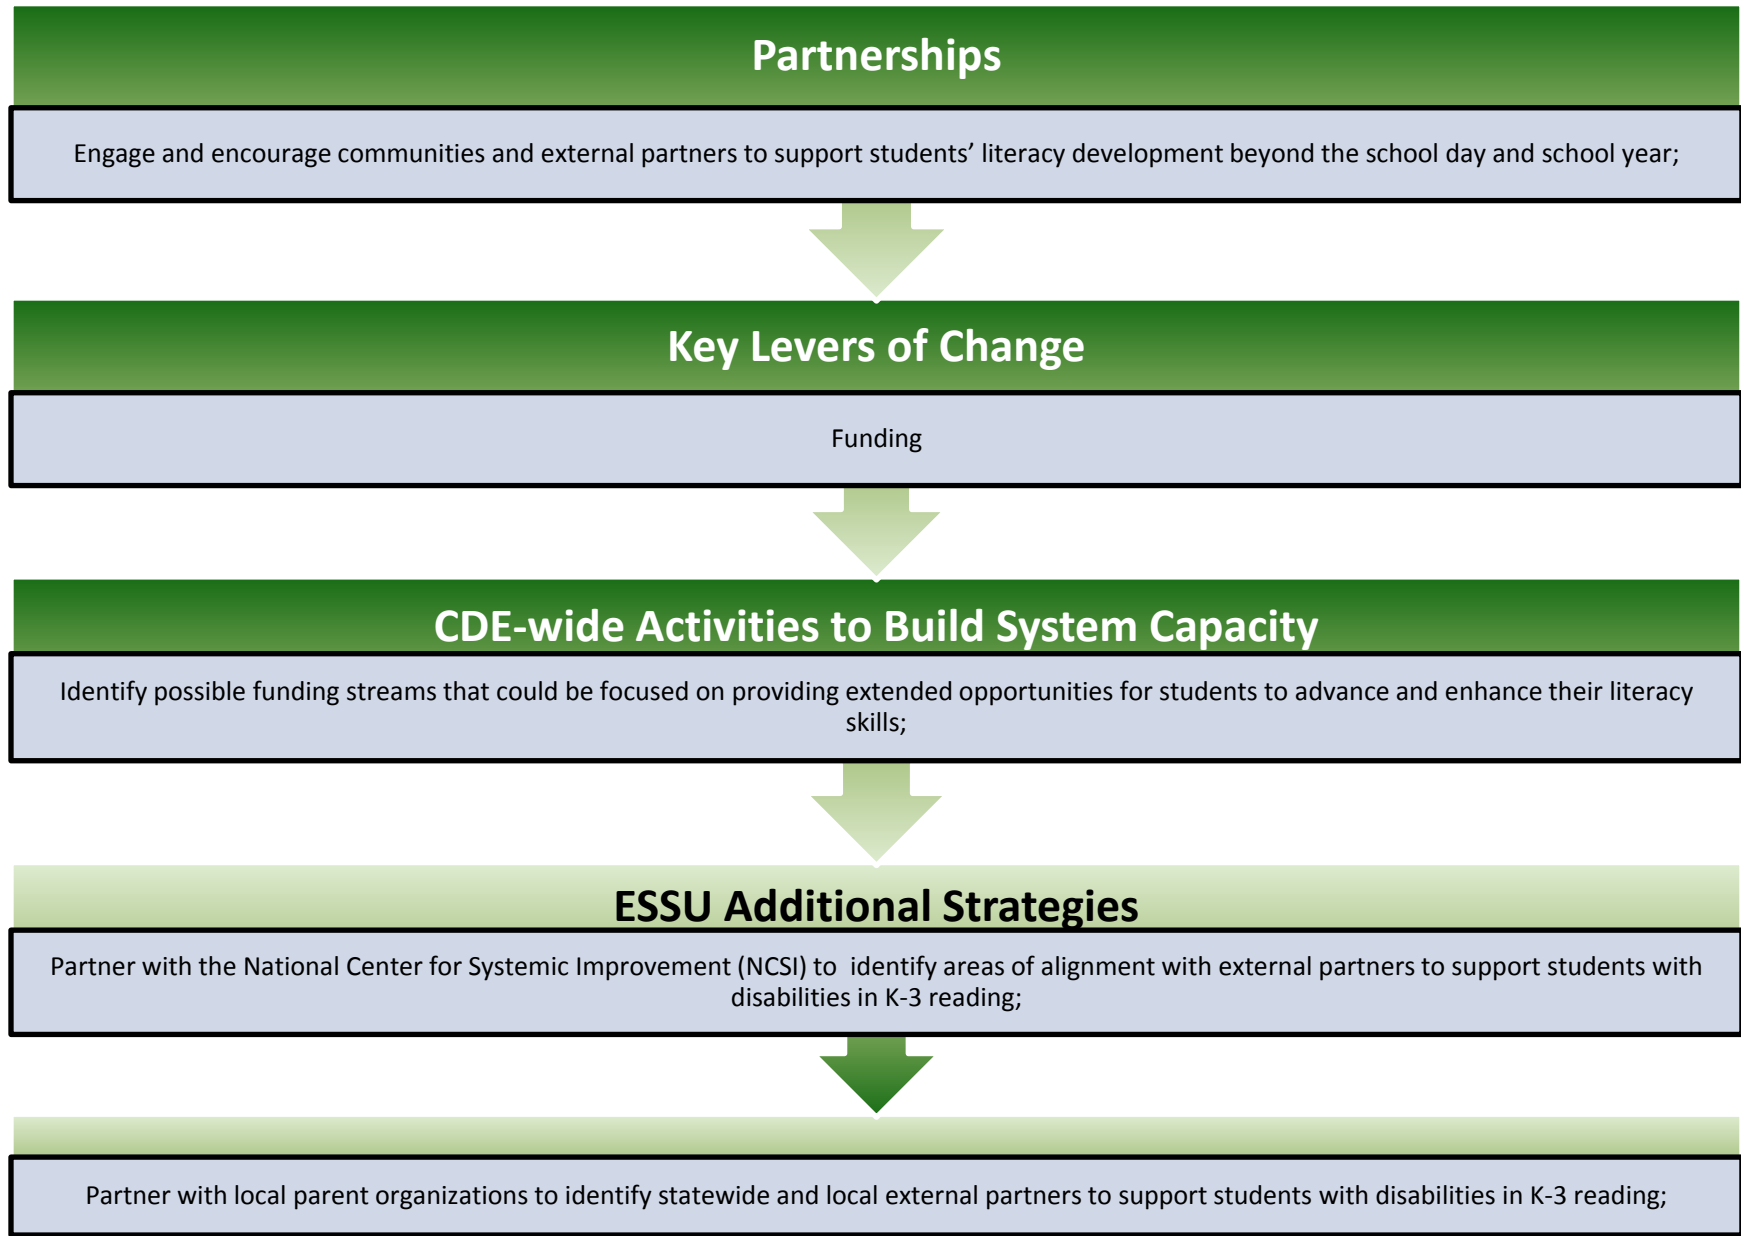 Partnerships
Engage and encourage communities and external partners to support students’ literacy development beyond the school day and school year;
Key Levers of Change
Funding
CDE-wide Activities to Build System Capacity
Identify possible funding streams that could be focused on providing extended opportunities for students to advance and enhance their literacy
skills;
ESSU Additional Strategies
Partner with the National Center for Systemic Improvement (NCSI) to  identify areas of alignment with external partners to support students with
disabilities in K-3 reading;
Partner with local parent organizations to identify statewide and local external partners to support students with disabilities in K-3 reading;